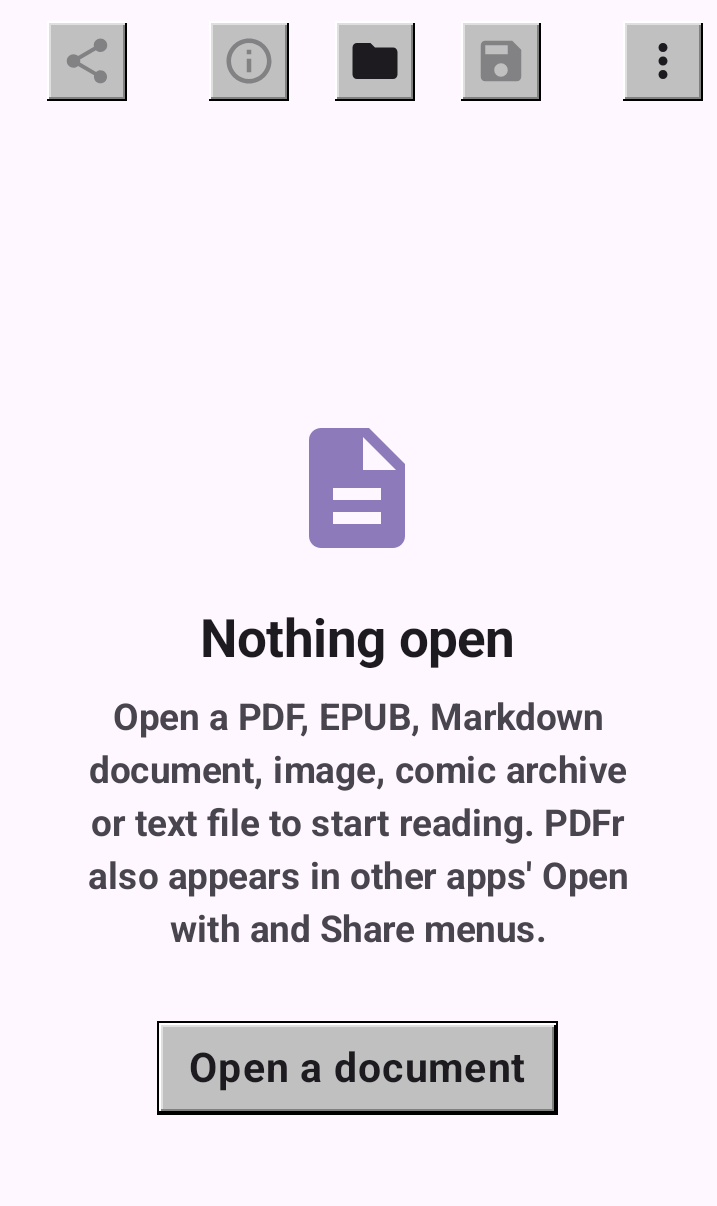 Nothing open
Open a PDF, EPUB, Markdown
document, image, comic archive
or text file to start reading. PDFr
also appears in other apps' Open
with and Share menus.
Open a document